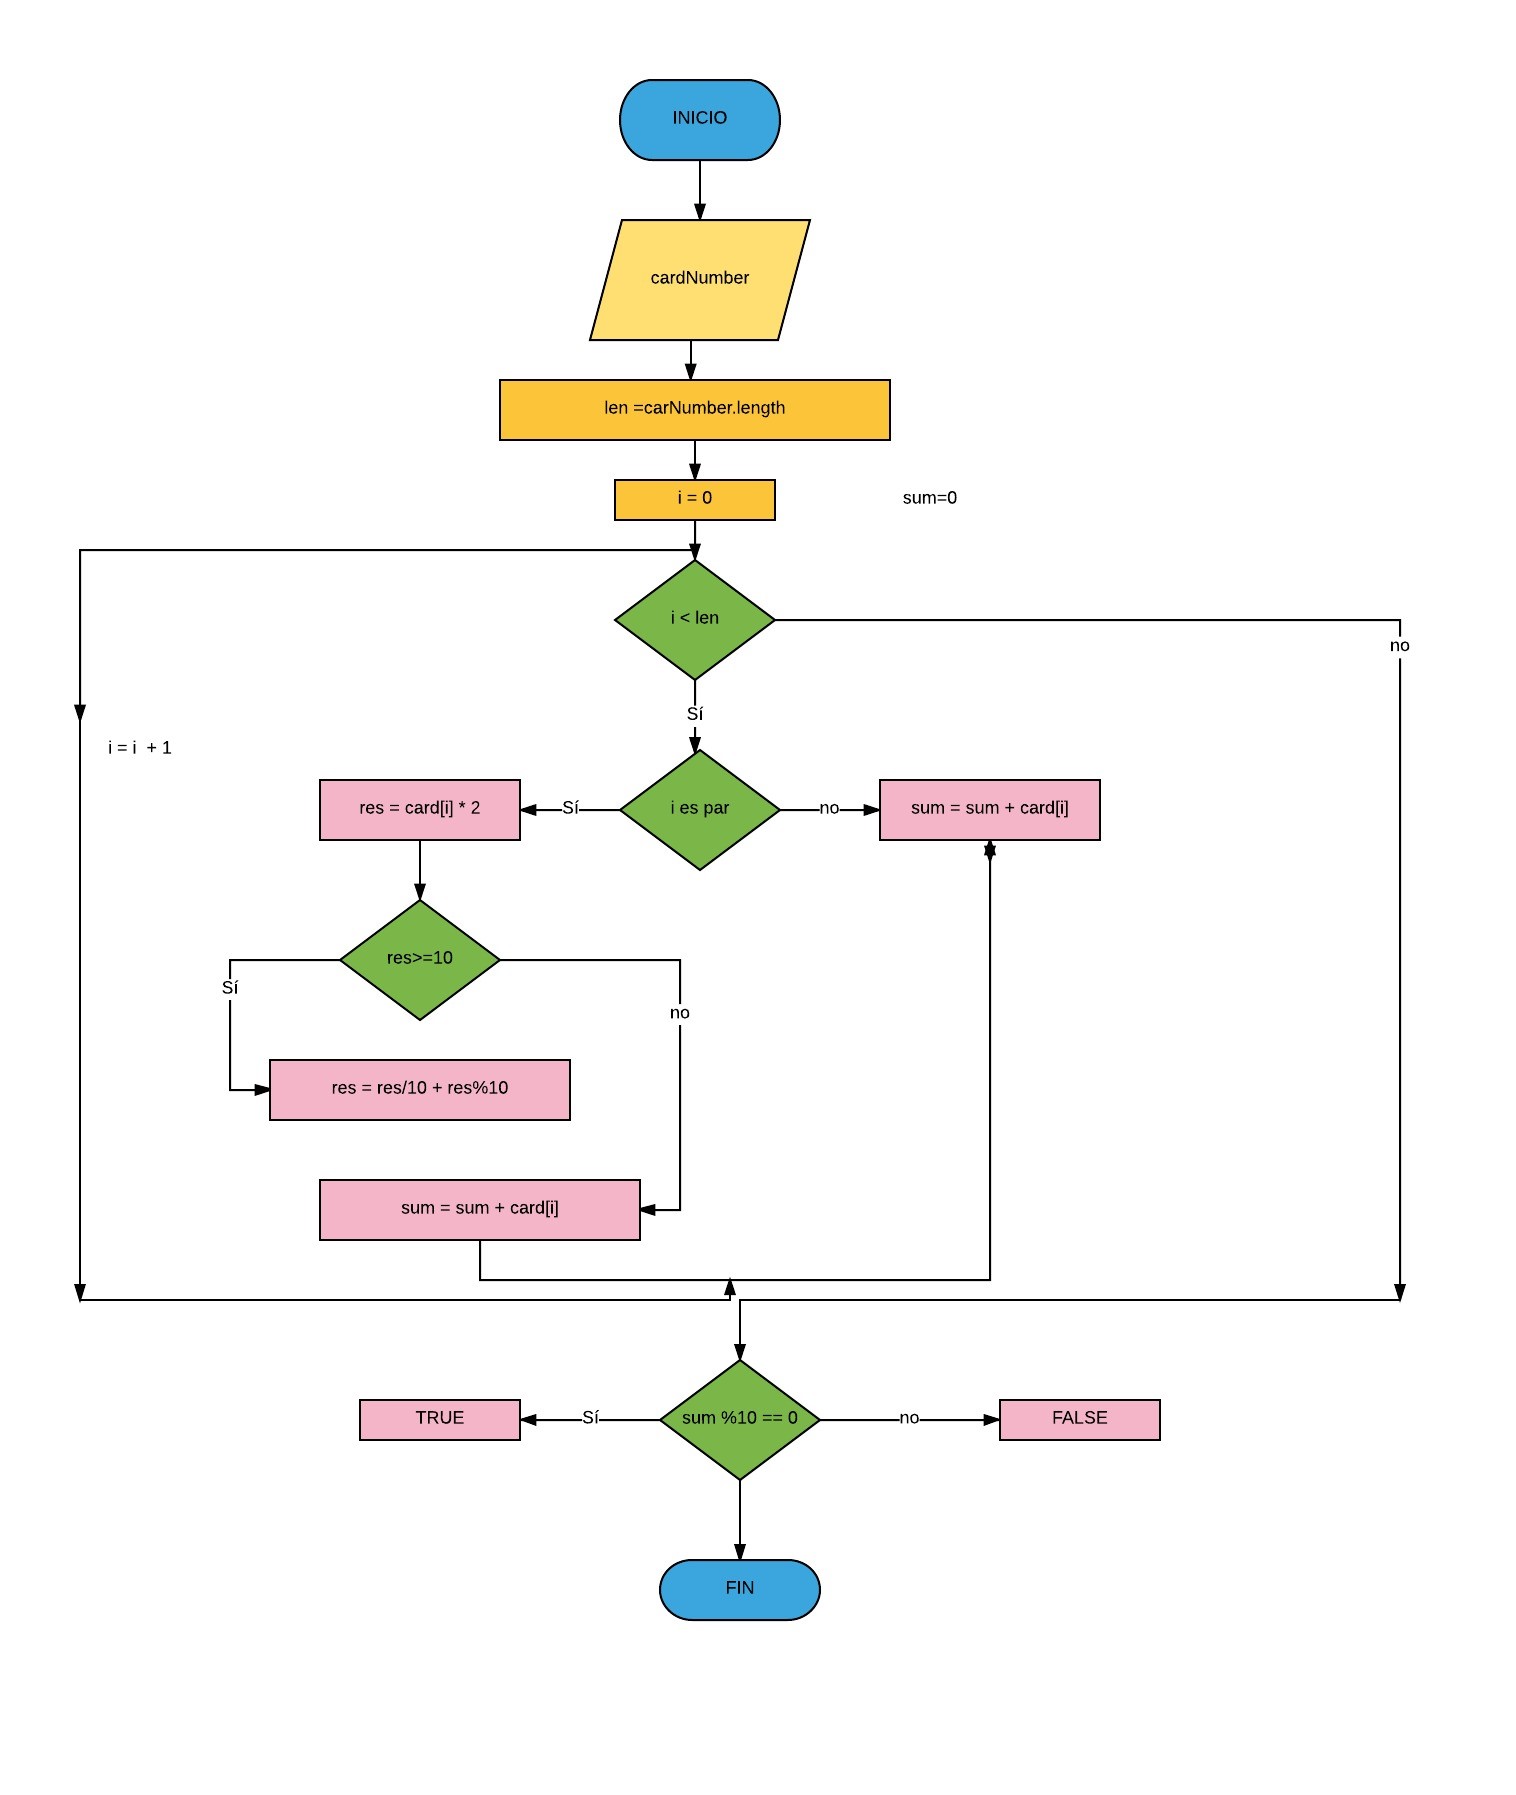 INICIO
cardNumber
len =carNumber.length
i = 0
sum=0
i < len
no
Sí
i = i  + 1
res = card[i] * 2
Sí
i es par
no
sum = sum + card[i]
res>=10
Sí
no
res = res/10 + res%10
sum = sum + card[i]
TRUE
Sí
sum %10 == 0
no
FALSE
FIN